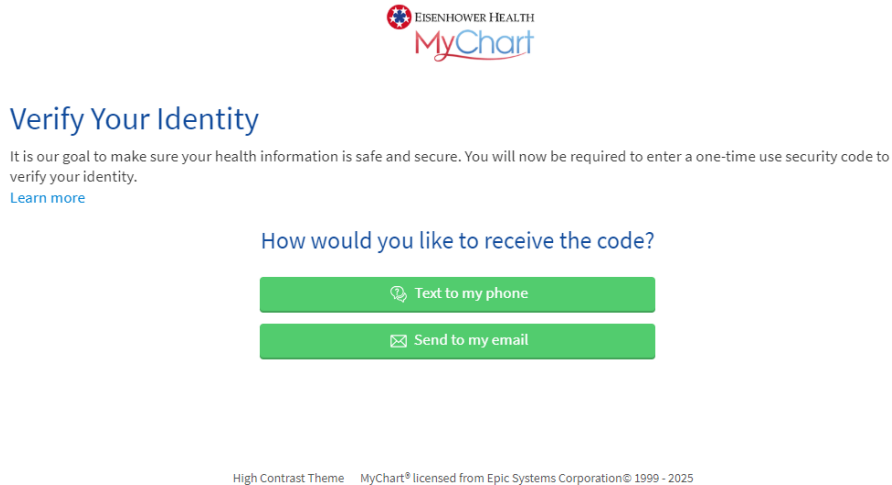 EISENHOWER HEALTH
MyChart
Verify Your Identity
It is our goal to make sure your health information is safe and secure. You will now be required to enter a one-time use security code to
verify your identity.
Learn more
How would you like to receive the code?
Text to my phone
Send to my email
High Contrast Theme MyChart® licensed from Epic Systems Corporation© 1999 - 2025